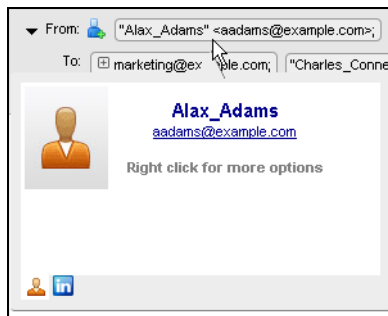 From: "Alax_Adams" <aadams@example.com>;
To: marketing@ex ple.com; "Charles_Conne
Alax_Adams
aadams@example.com
Right click for more options
in